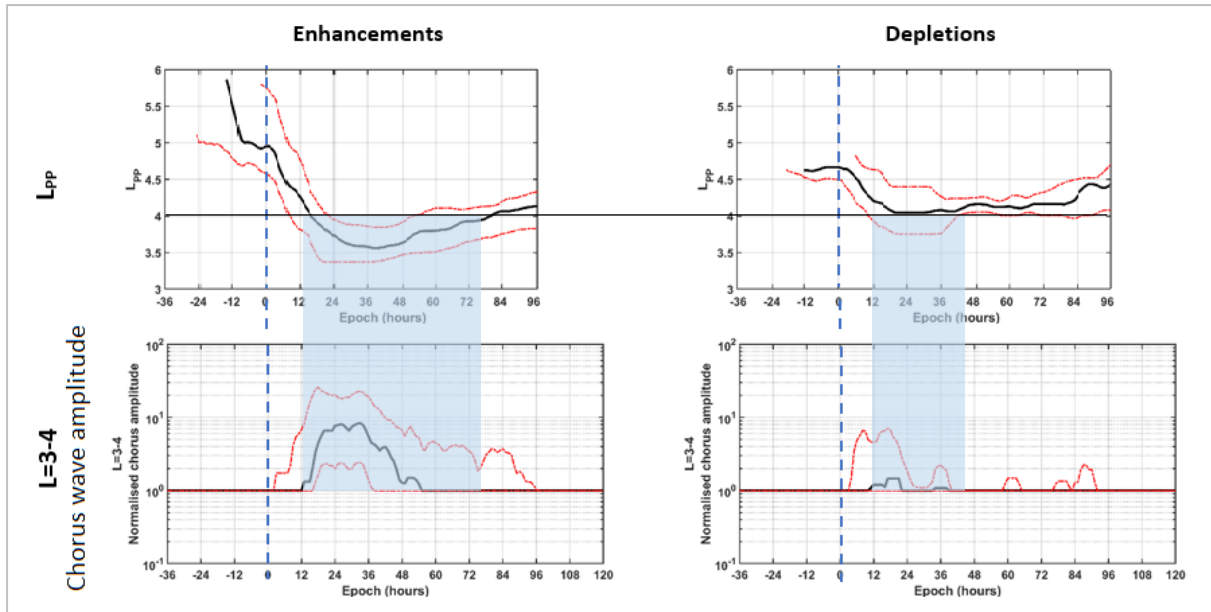 Enhancements
Depletions
L_PP
6
5.5
5
4.5
4
3.5
3
L_PP
-36 -24 -12 0 12 24 36 48 60 72 84 96
Epoch (hours)
6
5.5
5
4.5
4
3.5
3
L_PP
-36 -24 -12 0 12 24 36 48 60 72 84 96
Epoch (hours)
L=3-4
Chorus wave amplitude
10^2
10^1
10^0
10^-1
L=3-4
Normalised chorus amplitude
-36 -24 -12 0 12 24 36 48 60 72 84 96 108 120
Epoch (hours)
10^2
10^1
10^0
10^-1
L=3-4
Normalised chorus amplitude
-36 -24 -12 0 12 24 36 48 60 72 84 96 108 120
Epoch (hours)